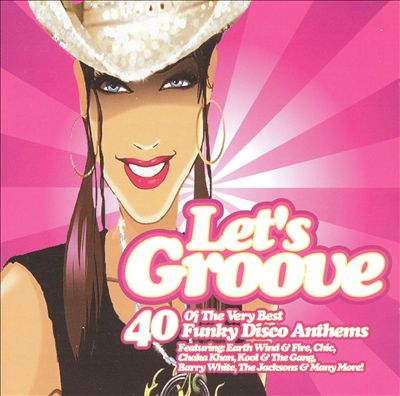 Let's
Groove
40 Of The Very Best
Funky Disco Anthems
Featuring: Earth Wind & Fire, Chic,
Chaka Khan, Kool & The Gang,
Barry White, The Jacksons & Many More!